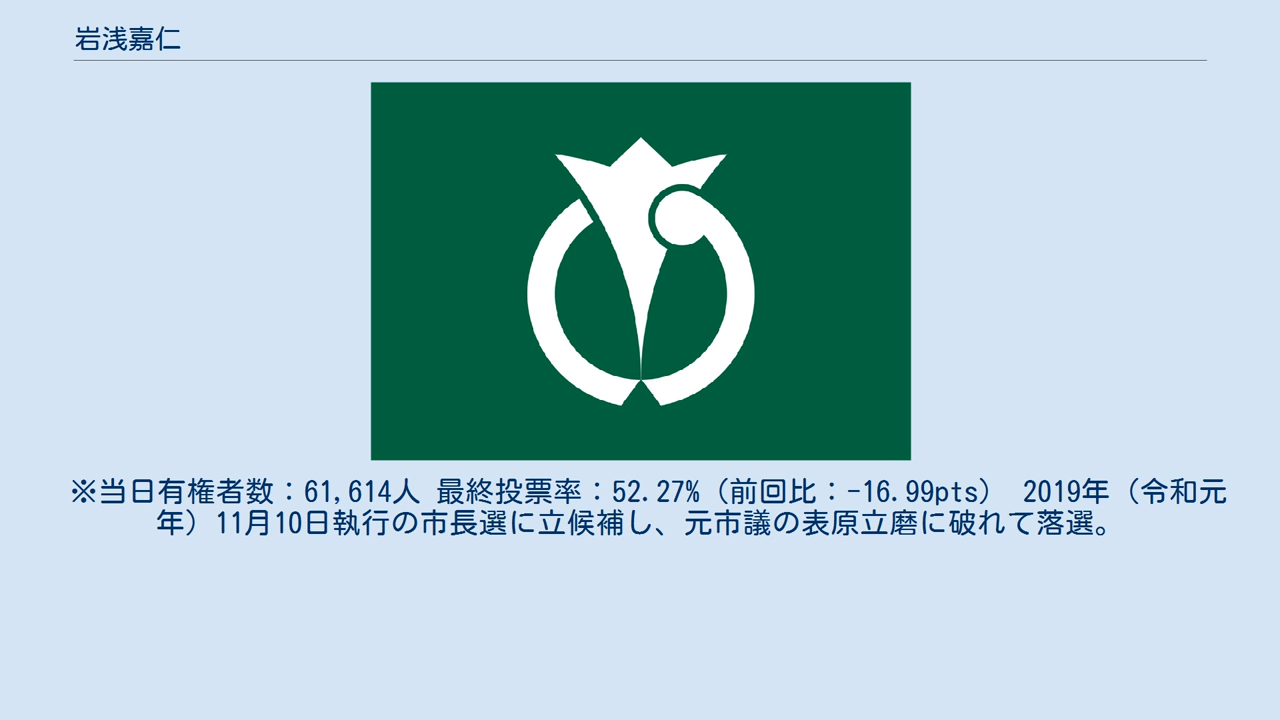 岩浅嘉仁
※当日有権者数：61,614人 最終投票率：52.27%（前回比：-16.99pts） 2019年（令和元
年）11月10日執行の市長選に立候補し、元市議の表原立磨に破れて落選。